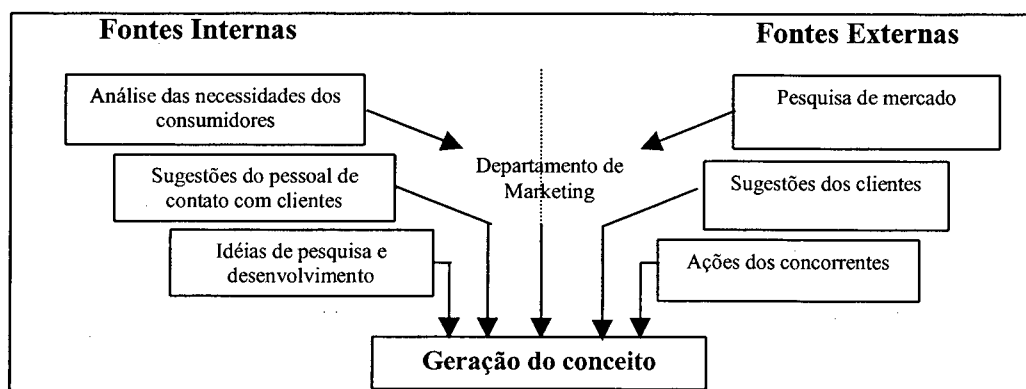 Fontes Internas
Fontes Externas
Análise das necessidades dos
consumidores
Pesquisa de mercado
Departamento de
Marketing
Sugestões do pessoal de
contato com clientes
Sugestões dos clientes
Idéias de pesquisa e
desenvolvimento
Ações dos concorrentes
Geração do conceito